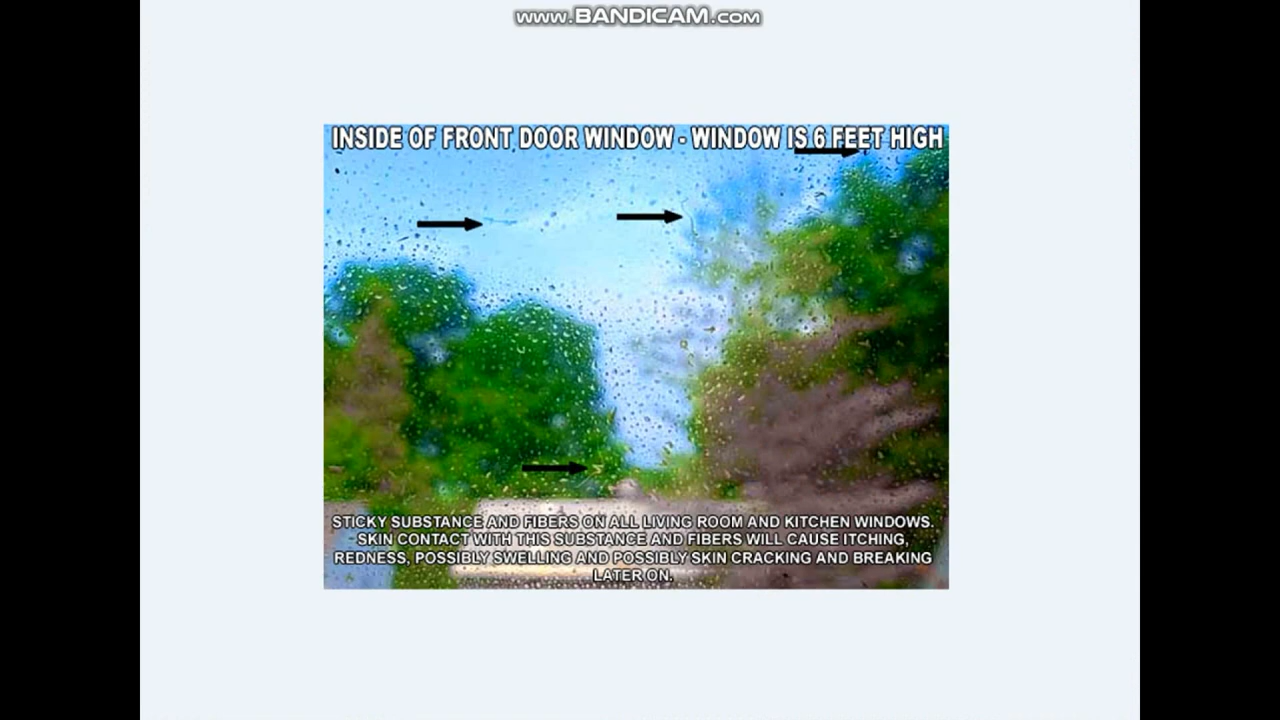 www.BANDICAM.com
INSIDE OF FRONT DOOR WINDOW - WINDOW IS 6 FEET HIGH
STICKY SUBSTANCE AND FIBERS ON ALL LIVING ROOM AND KITCHEN WINDOWS.
SKIN CONTACT WITH THIS SUBSTANCE AND FIBERS WILL CAUSE ITCHING,
REDNESS, POSSIBLY SWELLING AND POSSIBLY SKIN CRACKING AND BREAKING
LATER ON.